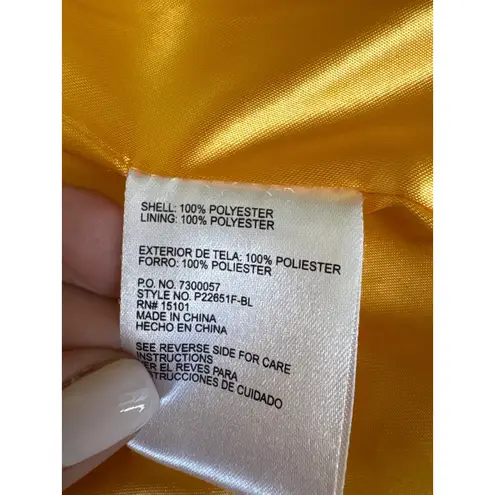 SHELL: 100% POLYESTER
LINING: 100% POLYESTER
EXTERIOR DE TELA: 100% POLIESTER
FORRO: 100% POLIESTER
P.O. NO. 7300057
STYLE NO. P22651F-BL
RN# 15101
MADE IN CHINA
HECHO EN CHINA
SEE REVERSE SIDE FOR CARE
INSTRUCTIONS
ER EL REVES PARA
TRUCCIONES DE CUIDADO